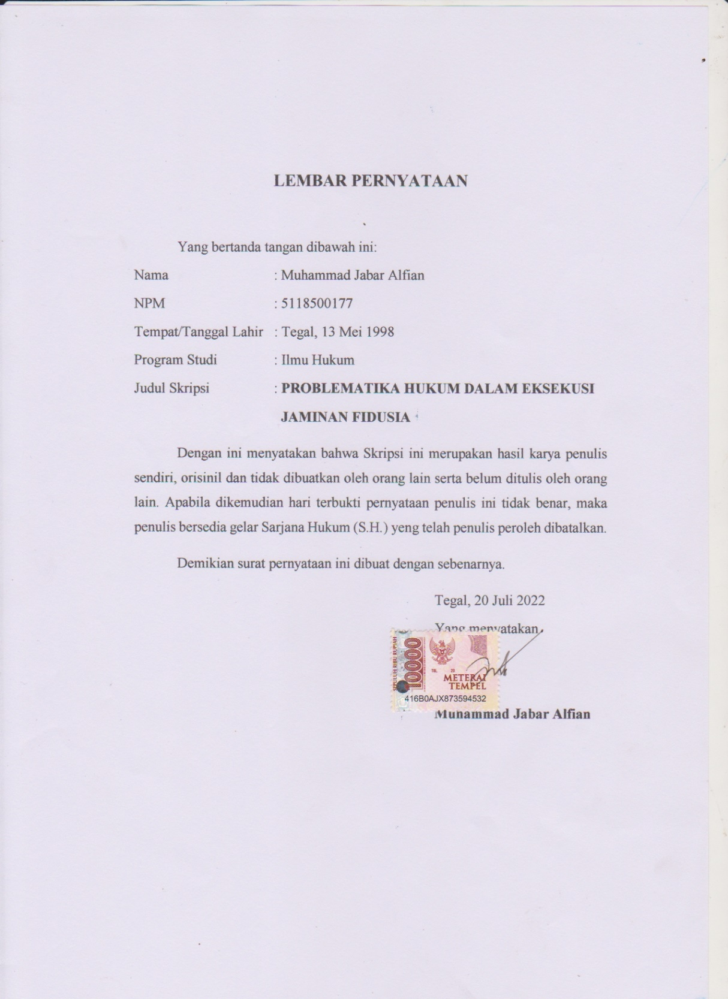 LEMBAR PERNYATAAN
Yang bertanda tangan dibawah ini:
Nama : Muhammad Jabar Alfian
NPM : 5118500177
Tempat/Tanggal Lahir : Tegal, 13 Mei 1998
Program Studi : Ilmu Hukum
Judul Skripsi : PROBLEMATIKA HUKUM DALAM EKSEKUSI
JAMINAN FIDUSIA
Dengan ini menyatakan bahwa Skripsi ini merupakan hasil karya penulis
sendiri, orisinil dan tidak dibuatkan oleh orang lain serta belum ditulis oleh orang
lain. Apabila dikemudian hari terbukti pernyataan penulis ini tidak benar, maka
penulis bersedia gelar Sarjana Hukum (S.H.) yeng telah penulis peroleh dibatalkan.
Demikian surat pernyataan ini dibuat dengan sebenarnya.
Tegal, 20 Juli 2022
Yang menyatakan
SEPULUH RIBU RUPIAH
10000
TGL. 20
METERAI
TEMPEL
416B0AJX873594532
Muhammad Jabar Alfian